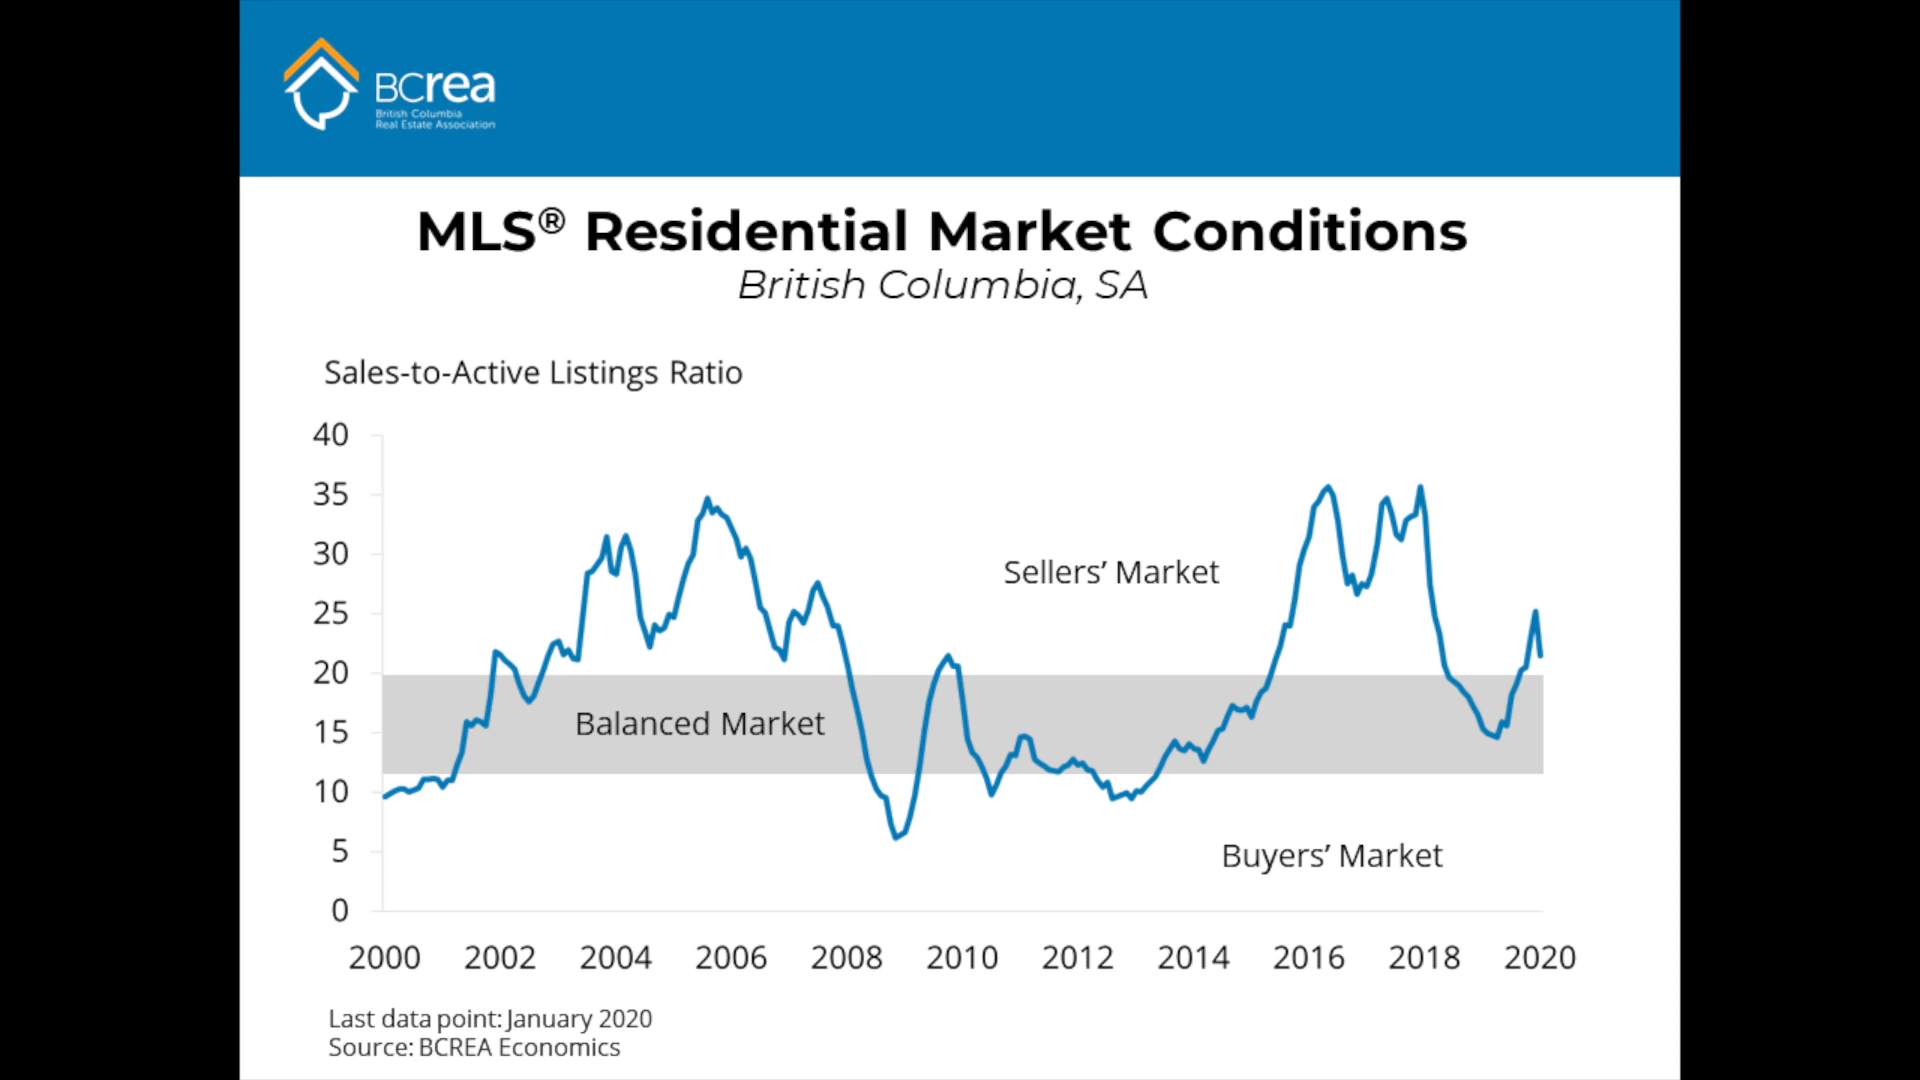 BCrea
British Columbia
Real Estate Association
MLS® Residential Market Conditions
British Columbia, SA
Sales-to-Active Listings Ratio
40
35
30
25
20
15
10
5
0
Sellers’ Market
Balanced Market
Buyers’ Market
2000 2002 2004 2006 2008 2010 2012 2014 2016 2018 2020
Last data point: January 2020
Source: BCREA Economics